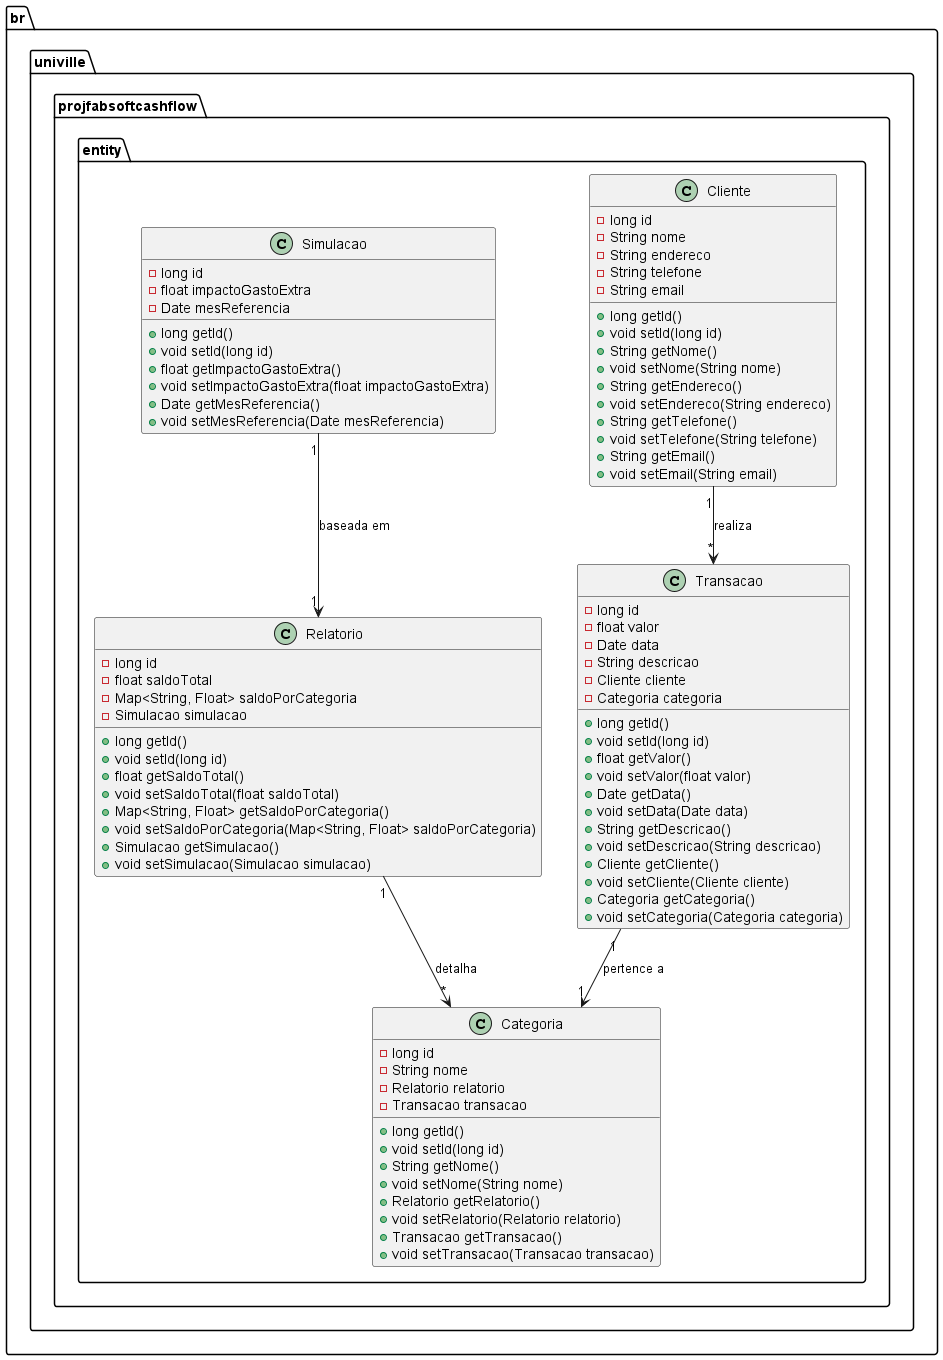 br
univille
projfabsoftcashflow
entity
C Simulacao
long id
float impactoGastoExtra
Date mesReferencia
long getId()
void setId(long id)
float getImpactoGastoExtra()
void setImpactoGastoExtra(float impactoGastoExtra)
Date getMesReferencia()
void setMesReferencia(Date mesReferencia)
C Cliente
long id
String nome
String endereco
String telefone
String email
long getId()
void setId(long id)
String getNome()
void setNome(String nome)
String getEndereco()
void setEndereco(String endereco)
String getTelefone()
void setTelefone(String telefone)
String getEmail()
void setEmail(String email)
1
baseada em
1
1
realiza
*
C Relatorio
long id
float saldoTotal
Map<String, Float> saldoPorCategoria
Simulacao simulacao
long getId()
void setId(long id)
float getSaldoTotal()
void setSaldoTotal(float saldoTotal)
Map<String, Float> getSaldoPorCategoria()
void setSaldoPorCategoria(Map<String, Float> saldoPorCategoria)
Simulacao getSimulacao()
void setSimulacao(Simulacao simulacao)
C Transacao
long id
float valor
Date data
String descricao
Cliente cliente
Categoria categoria
long getId()
void setId(long id)
float getValor()
void setValor(float valor)
Date getData()
void setData(Date data)
String getDescricao()
void setDescricao(String descricao)
Cliente getCliente()
void setCliente(Cliente cliente)
Categoria getCategoria()
void setCategoria(Categoria categoria)
1
detalha
*
1
pertence a
1
C Categoria
long id
String nome
Relatorio relatorio
Transacao transacao
long getId()
void setId(long id)
String getNome()
void setNome(String nome)
Relatorio getRelatorio()
void setRelatorio(Relatorio relatorio)
Transacao getTransacao()
void setTransacao(Transacao transacao)